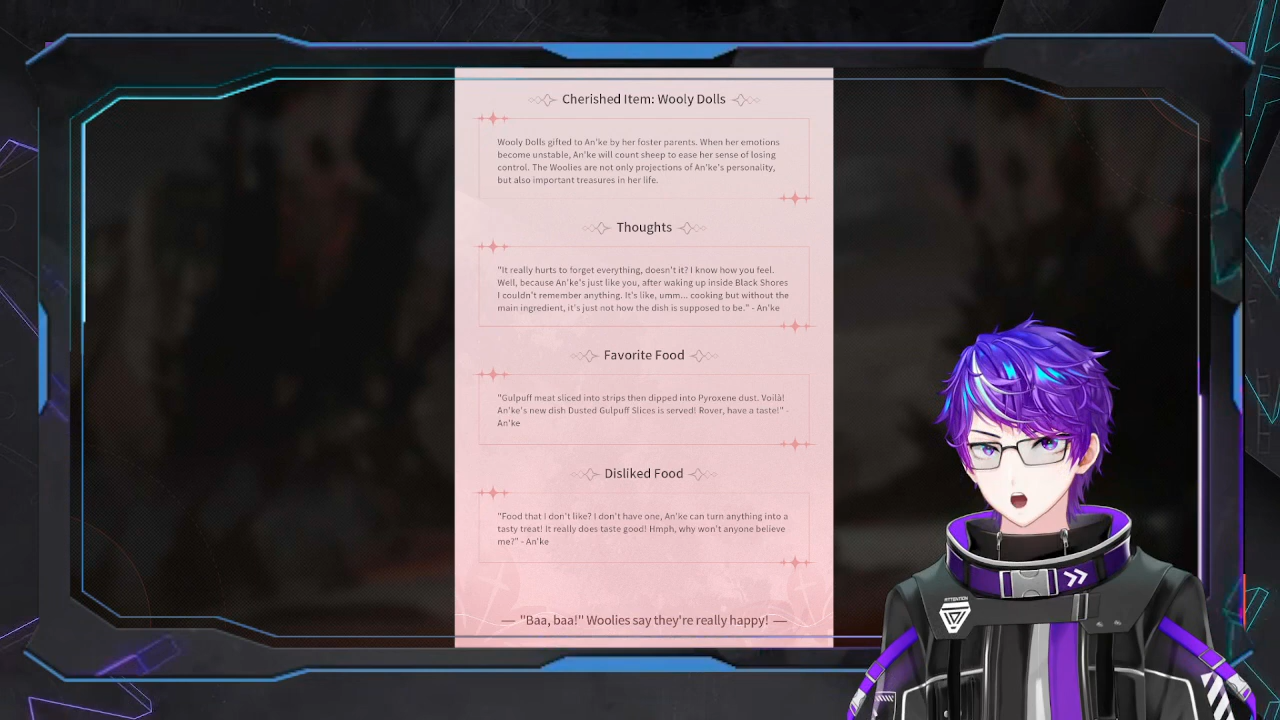 Cherished Item: Wooly Dolls
Wooly Dolls gifted to An'ke by her foster parents. When her emotions
become unstable, An'ke will count sheep to ease her sense of losing
control. The Woolies are not only projections of An'ke's personality,
but also important treasures in her life.
Thoughts
"It really hurts to forget everything, doesn't it? I know how you feel.
Well, because An'ke's just like you, after waking up inside Black Shores
I couldn't remember anything. It's like, umm... cooking but without the
main ingredient, it's just not how the dish is supposed to be." - An'ke
Favorite Food
"Gulpuff meat sliced into strips then dipped into Pyroxene dust. Voilà!
An'ke's new dish Dusted Gulpuff Slices is served! Rover, have a taste!" -
An'ke
Disliked Food
"Food that I don't like? I don't have one, An'ke can turn anything into a
tasty treat! It really does taste good! Hmph, why won't anyone believe
me?" - An'ke
— "Baa, baa!" Woolies say they're really happy! —
ATTENTION